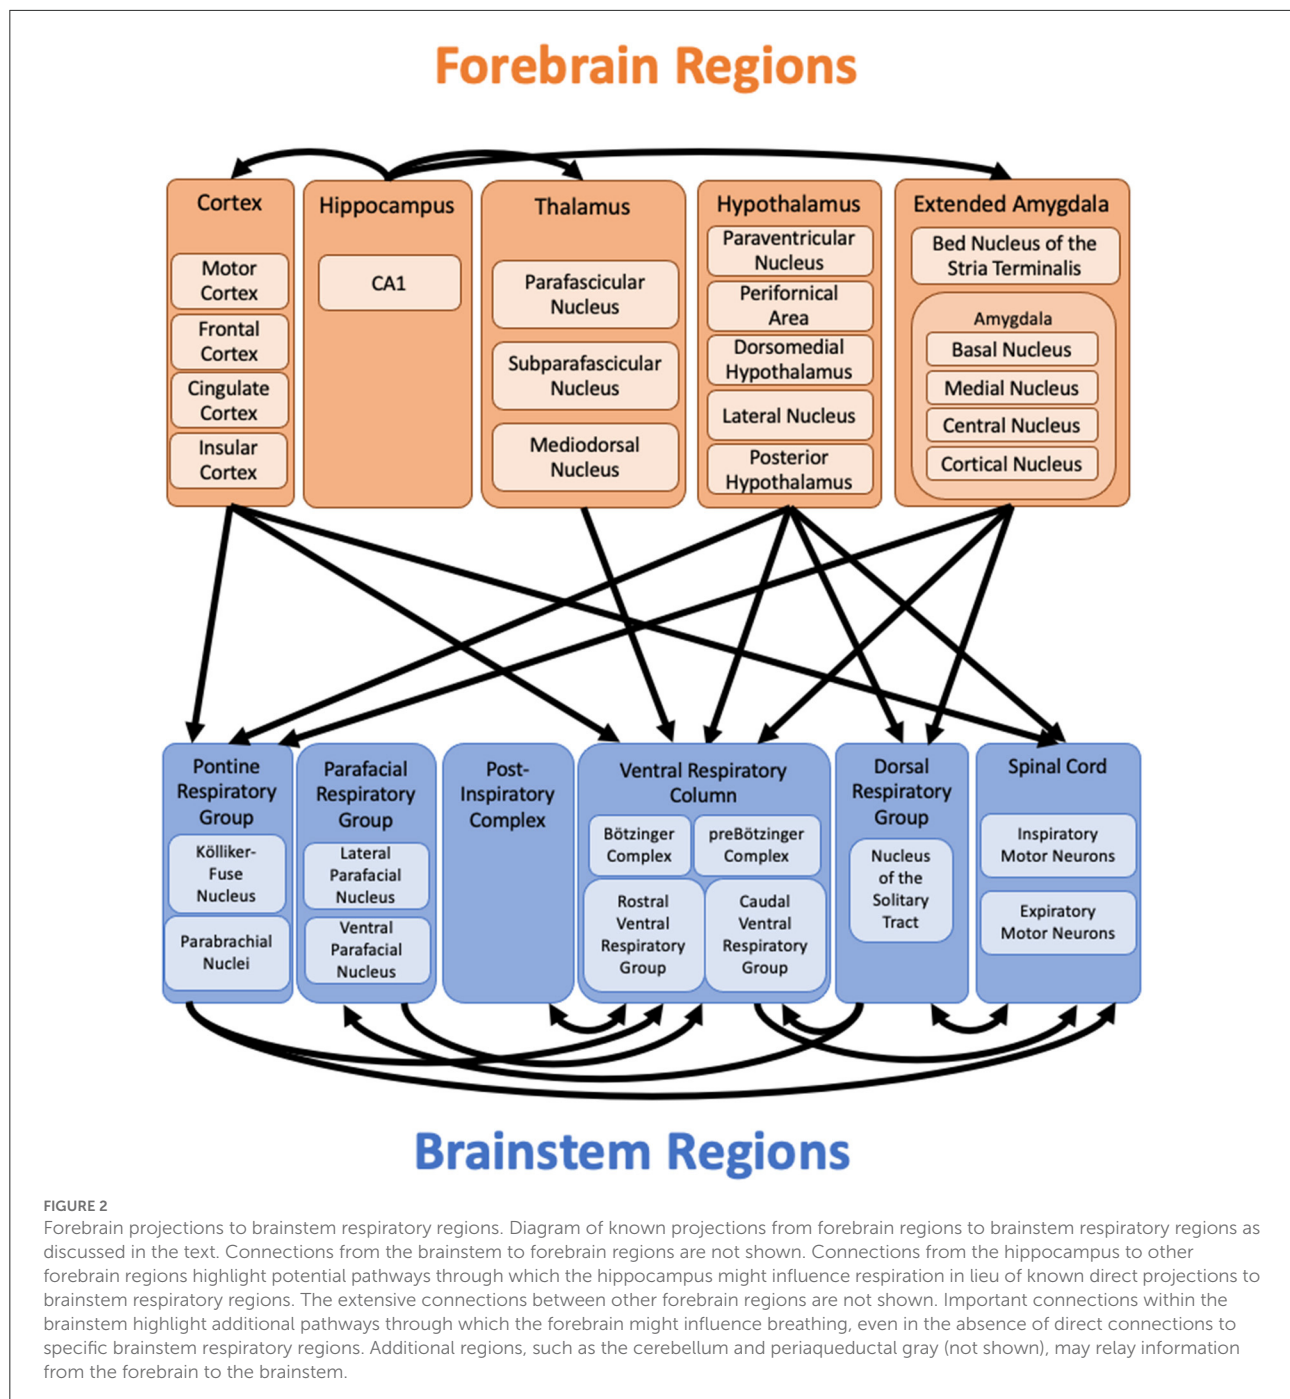 Forebrain Regions
Cortex
Motor
Cortex
Frontal
Cortex
Cingulate
Cortex
Insular
Cortex
Hippocampus
CA1
Thalamus
Parafascicular
Nucleus
Subparafascicular
Nucleus
Mediodorsal
Nucleus
Hypothalamus
Paraventricular
Nucleus
Perifornical
Area
Dorsomedial
Hypothalamus
Lateral Nucleus
Posterior
Hypothalamus
Extended Amygdala
Bed Nucleus of the
Stria Terminalis
Amygdala
Basal Nucleus
Medial Nucleus
Central Nucleus
Cortical Nucleus
Pontine
Respiratory
Group
Kölliker-
Fuse
Nucleus
Parabrachial
Nuclei
Parafacial
Respiratory
Group
Lateral
Parafacial
Nucleus
Ventral
Parafacial
Nucleus
Post-
Inspiratory
Complex
Ventral Respiratory
Column
Bötzinger
Complex
preBötzinger
Complex
Rostral
Ventral
Respiratory
Group
Caudal
Ventral
Respiratory
Group
Dorsal
Respiratory
Group
Nucleus
of the
Solitary
Tract
Spinal Cord
Inspiratory
Motor Neurons
Expiratory
Motor Neurons
Brainstem Regions
FIGURE 2
Forebrain projections to brainstem respiratory regions. Diagram of known projections from forebrain regions to brainstem respiratory regions as
discussed in the text. Connections from the brainstem to forebrain regions are not shown. Connections from the hippocampus to other
forebrain regions highlight potential pathways through which the hippocampus might influence respiration in lieu of known direct projections to
brainstem respiratory regions. The extensive connections between other forebrain regions are not shown. Important connections within the
brainstem highlight additional pathways through which the forebrain might influence breathing, even in the absence of direct connections to
specific brainstem respiratory regions. Additional regions, such as the cerebellum and periaqueductal gray (not shown), may relay information
from the forebrain to the brainstem.